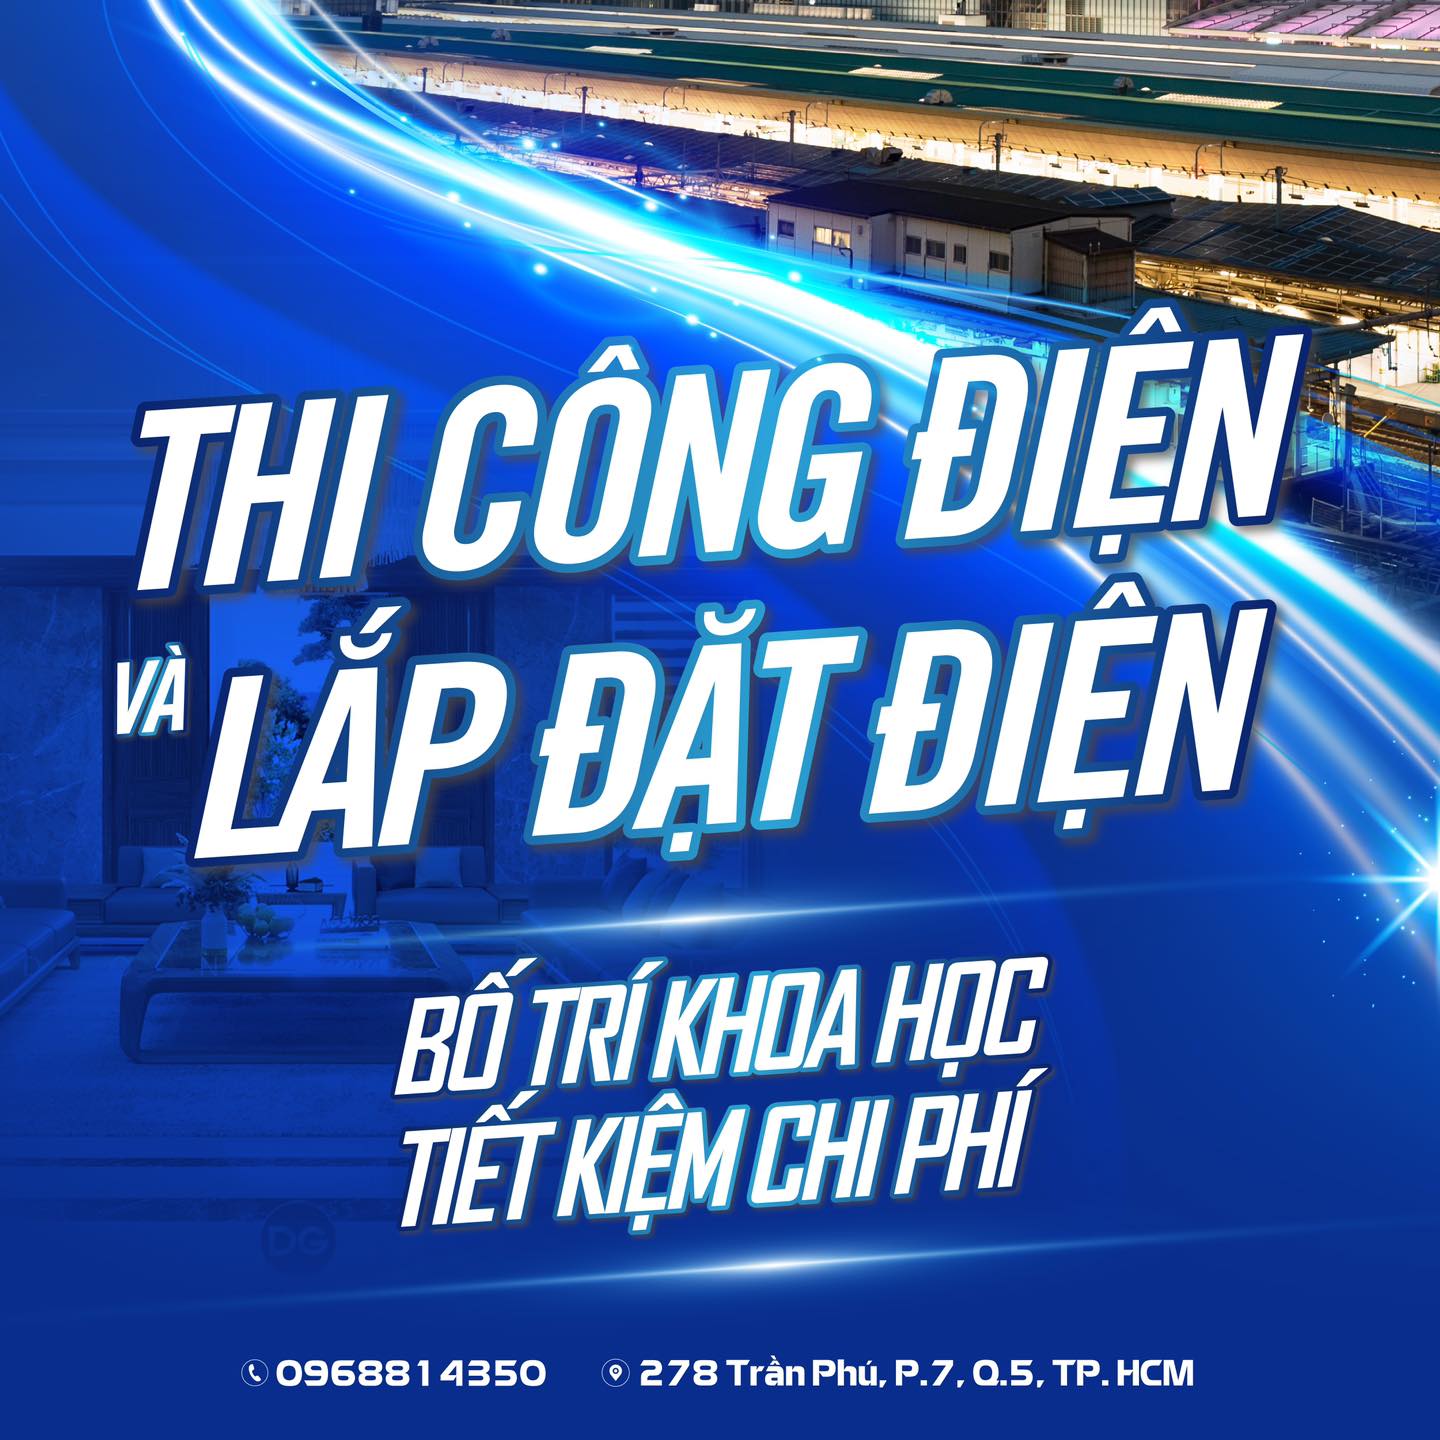 THI CÔNG ĐIỆN
VÀ LẮP ĐẶT ĐIỆN
BỐ TRÍ KHOA HỌC
TIẾT KIỆM CHI PHÍ
DG
0968814350
278 Trần Phú, P.7, Q.5, TP. HCM